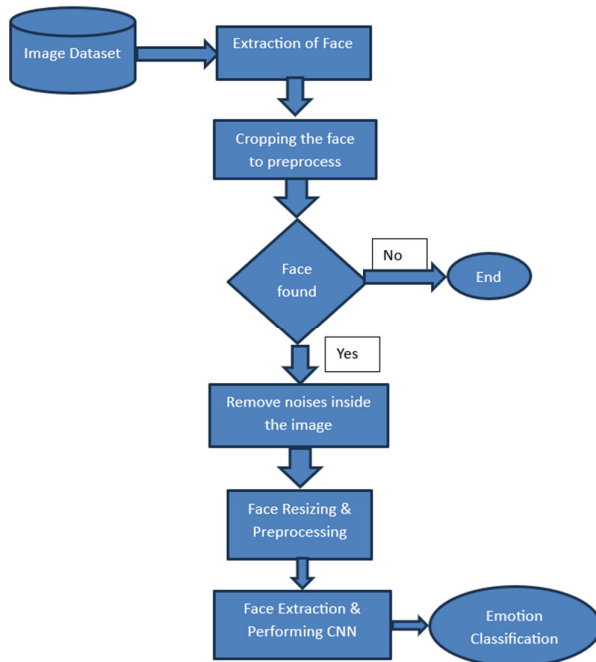 Image Dataset
Extraction of Face
Cropping the face
to preprocess
Face
found
No
End
Yes
Remove noises inside
the image
Face Resizing &
Preprocessing
Face Extraction &
Performing CNN
Emotion
Classification